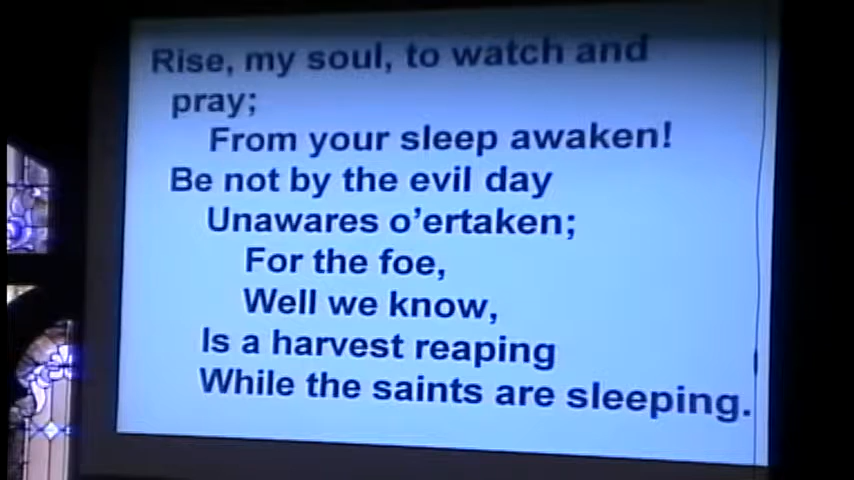 Rise, my soul, to watch and
pray;
From your sleep awaken!
Be not by the evil day
Unawares o’ertaken;
For the foe,
Well we know,
Is a harvest reaping
While the saints are sleeping.